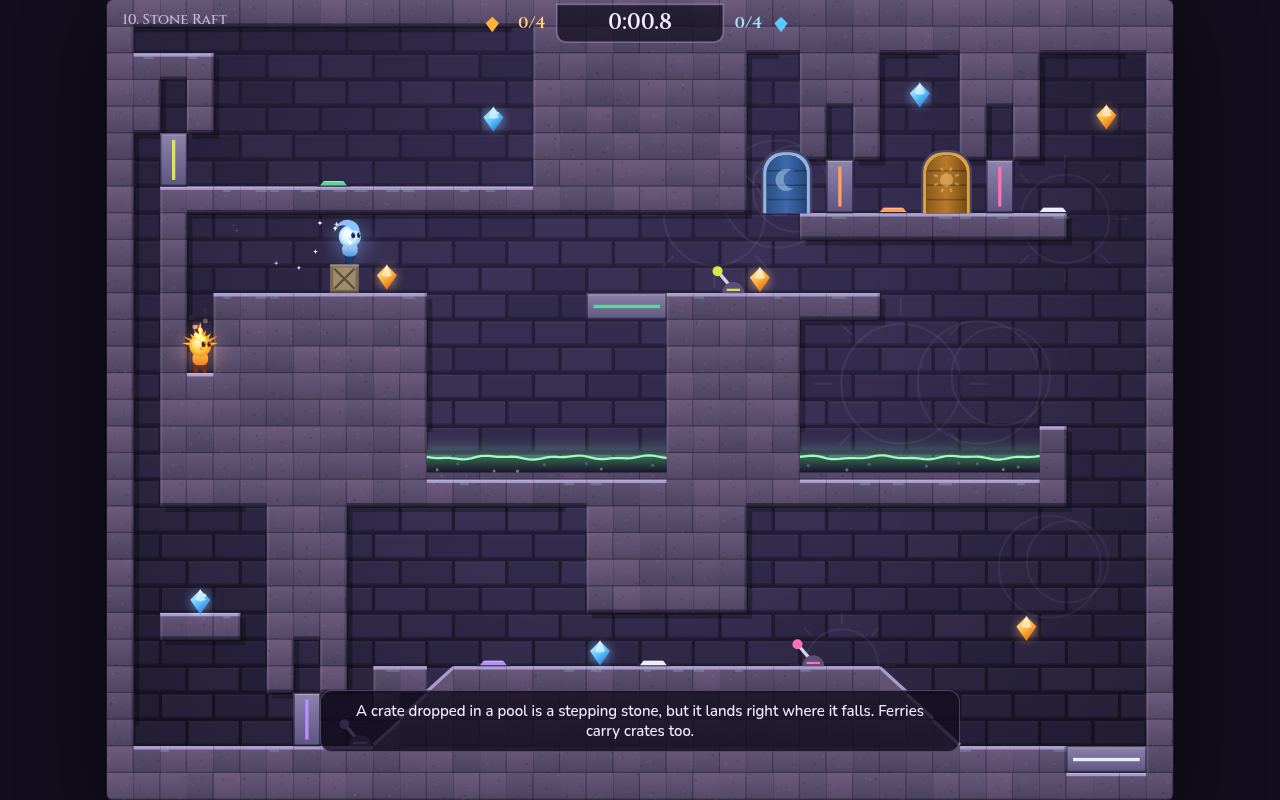 10. Stone Raft
0/4
0:00.8
0/4
A crate dropped in a pool is a stepping stone, but it lands right where it falls. Ferries
carry crates too.